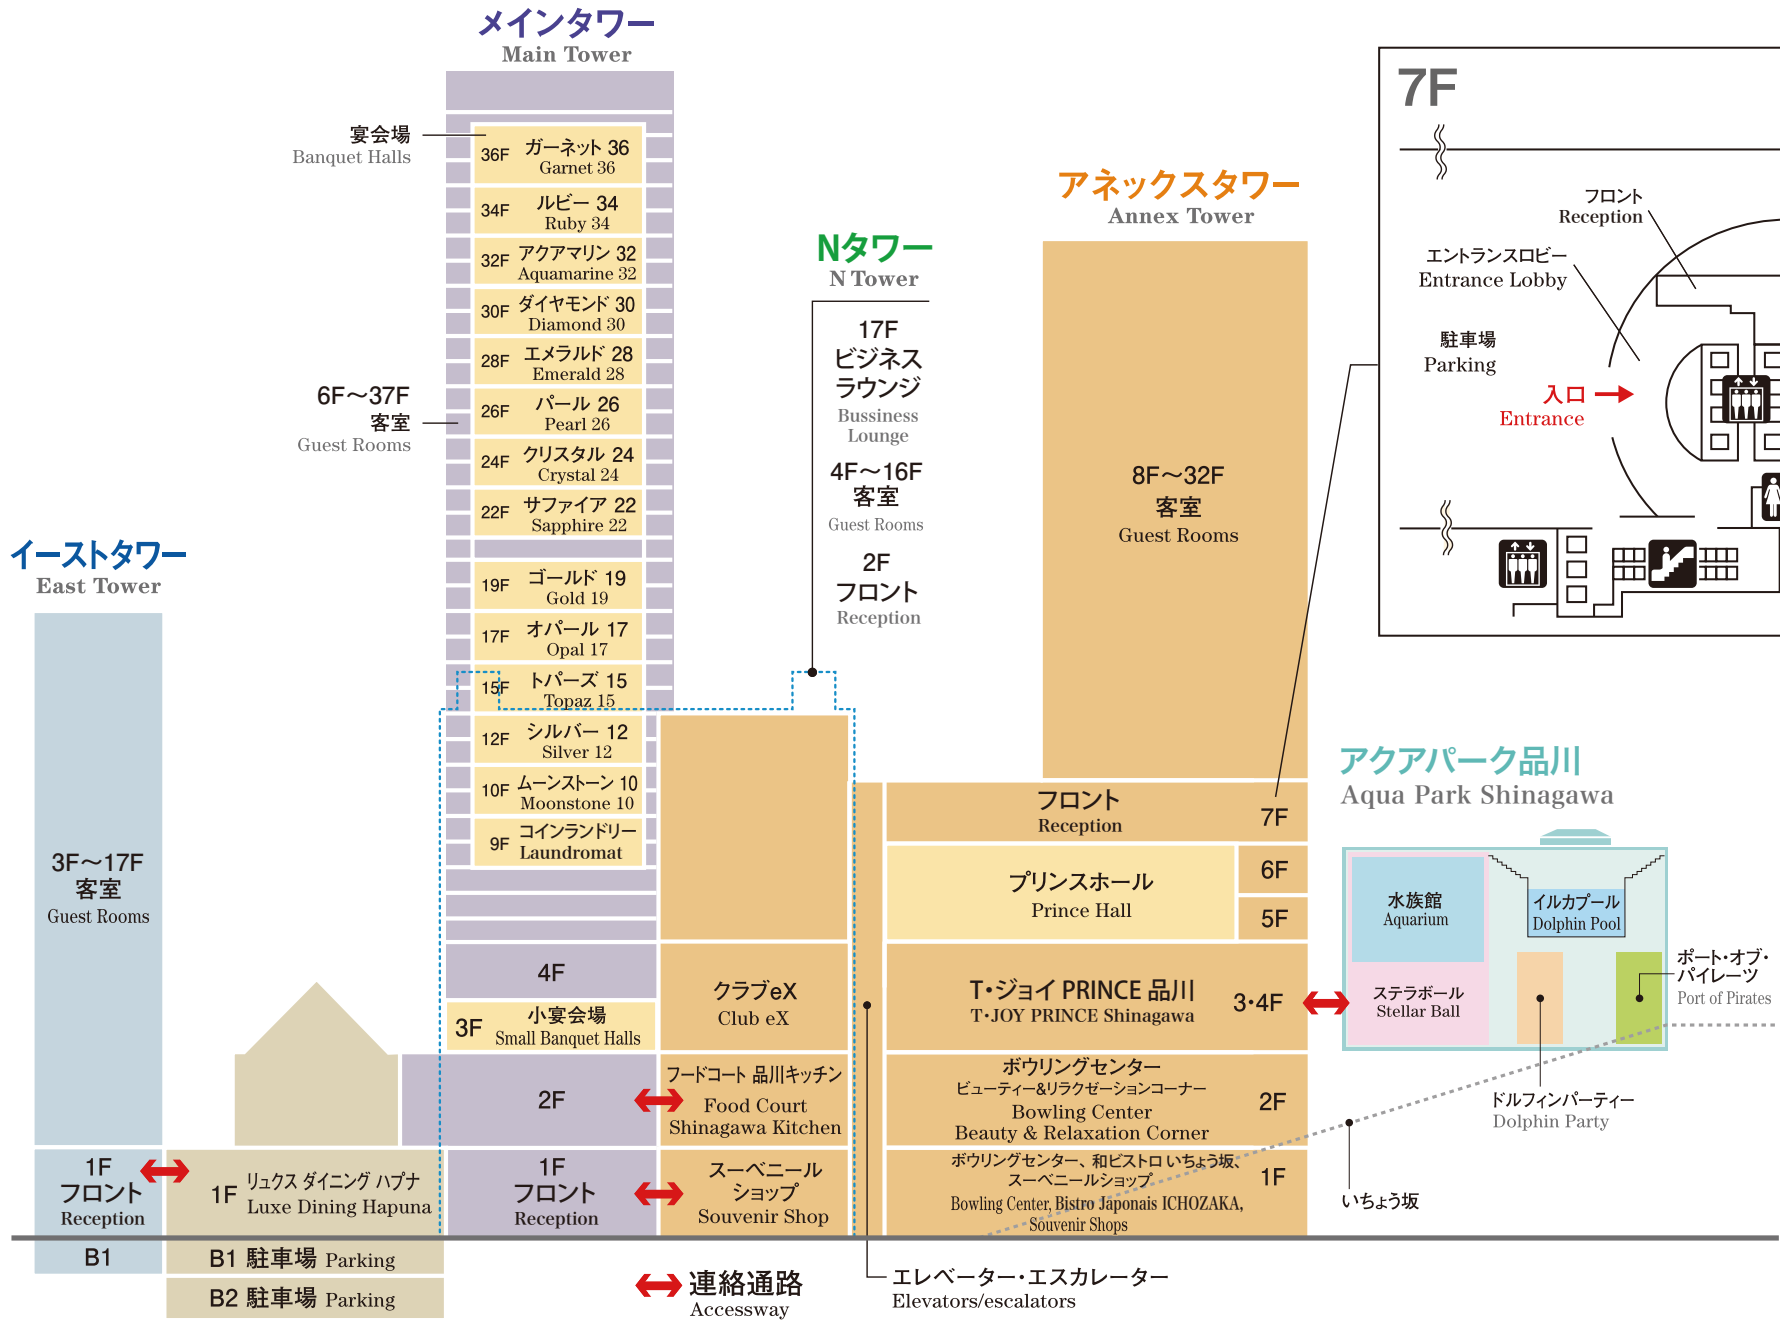 メインタワー
Main Tower
宴会場
Banquet Halls
36F ガーネット 36
Garnet 36
34F ルビー 34
Ruby 34
32F アクアマリン 32
Aquamarine 32
30F ダイヤモンド 30
Diamond 30
28F エメラルド 28
Emerald 28
26F パール 26
Pearl 26
24F クリスタル 24
Crystal 24
22F サファイア 22
Sapphire 22
19F ゴールド 19
Gold 19
17F オパール 17
Opal 17
15F トパーズ 15
Topaz 15
12F シルバー 12
Silver 12
10F ムーンストーン 10
Moonstone 10
9F コインランドリー
Laundromat
6F～37F
客室
Guest Rooms
4F
3F 小宴会場
Small Banquet Halls
2F
1F
フロント
Reception
イーストタワー
East Tower
3F～17F
客室
Guest Rooms
1F
フロント
Reception
B1
1F リュクス ダイニング ハプナ
Luxe Dining Hapuna
B1 駐車場 Parking
B2 駐車場 Parking
Nタワー
N Tower
17F
ビジネス
ラウンジ
Bussiness
Lounge
4F～16F
客室
Guest Rooms
2F
フロント
Reception
クラブeX
Club eX
フードコート 品川キッチン
Food Court
Shinagawa Kitchen
スーベニール
ショップ
Souvenir Shop
アネックスタワー
Annex Tower
8F～32F
客室
Guest Rooms
フロント
Reception
7F
プリンスホール
Prince Hall
6F
5F
T・ジョイ PRINCE 品川
T・JOY PRINCE Shinagawa
3・4F
ボウリングセンター
ビューティー&リラクゼーションコーナー
Bowling Center
Beauty & Relaxation Corner
2F
ボウリングセンター、和ビストロ いちょう坂、
スーベニールショップ
Bowling Center, Bistro Japonais ICHOZAKA,
Souvenir Shops
1F
7F
フロント
Reception
エントランスロビー
Entrance Lobby
駐車場
Parking
入口
Entrance
アクアパーク品川
Aqua Park Shinagawa
水族館
Aquarium
イルカプール
Dolphin Pool
ステラボール
Stellar Ball
ポート・オブ・
パイレーツ
Port of Pirates
ドルフィンパーティー
Dolphin Party
いちょう坂
連絡通路
Accessway
エレベーター・エスカレーター
Elevators/escalators